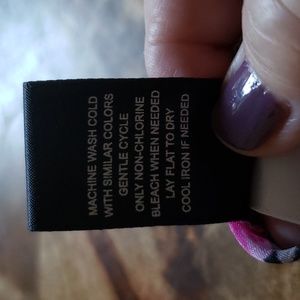 MACHINE WASH COLD
WITH SIMILAR COLORS
GENTLE CYCLE
ONLY NON-CHLORINE
BLEACH WHEN NEEDED
LAY FLAT TO DRY
COOL IRON IF NEEDED